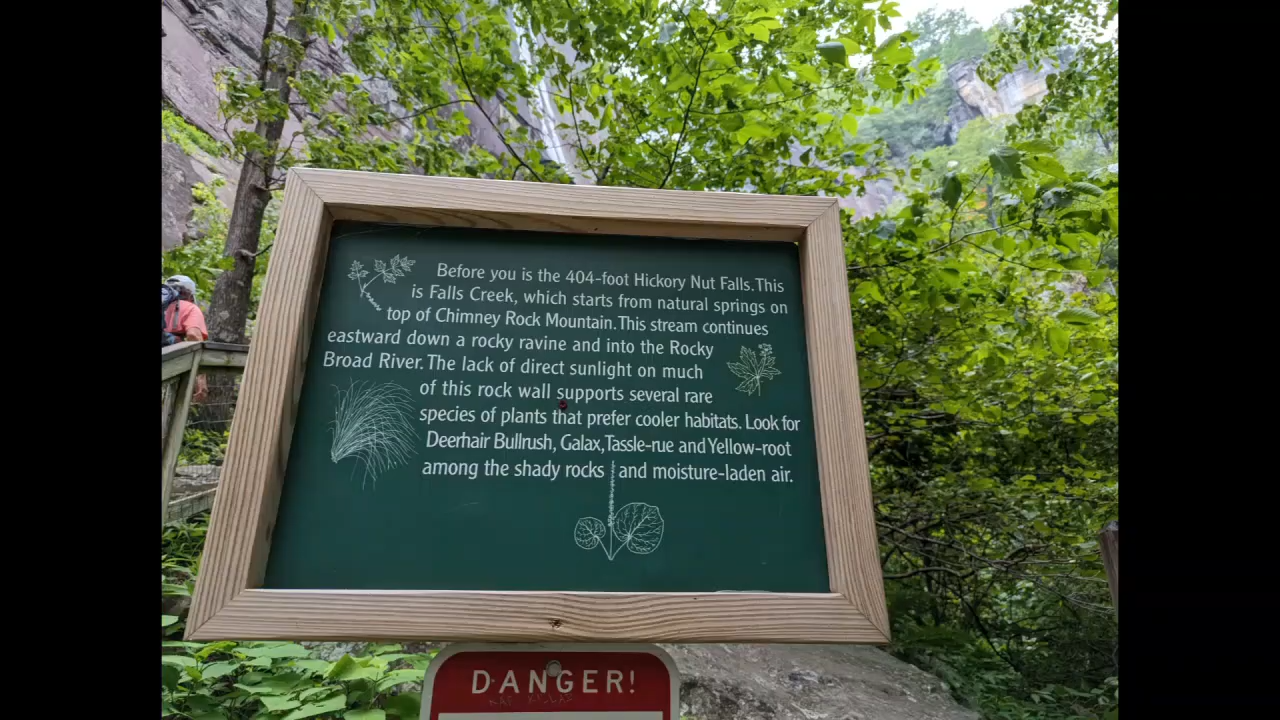 Before you is the 404-foot Hickory Nut Falls. This
is Falls Creek, which starts from natural springs on
top of Chimney Rock Mountain. This stream continues
eastward down a rocky ravine and into the Rocky
Broad River. The lack of direct sunlight on much
of this rock wall supports several rare
species of plants that prefer cooler habitats. Look for
Deerhair Bullrush, Galax, Tassle-rue and Yellow-root
among the shady rocks and moisture-laden air.
DANGER!